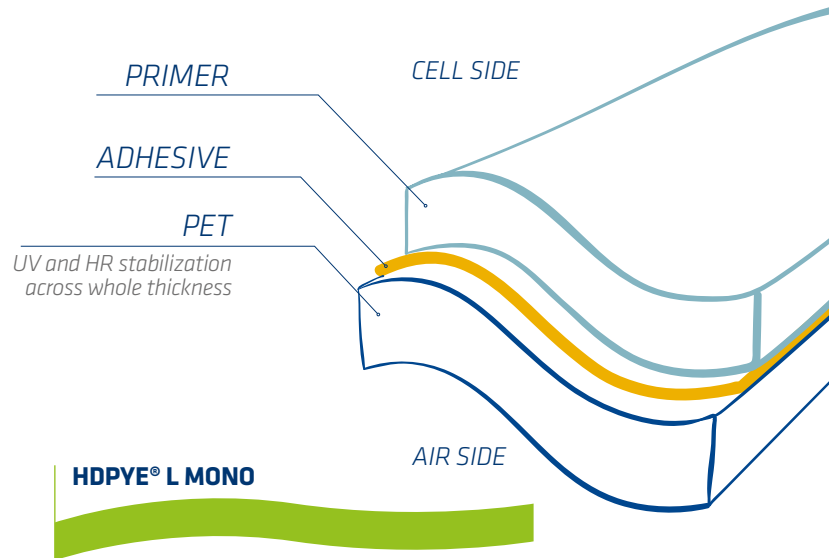 PRIMER
CELL SIDE
ADHESIVE
PET
UV and HR stabilization
across whole thickness
AIR SIDE
HDPYE® L MONO